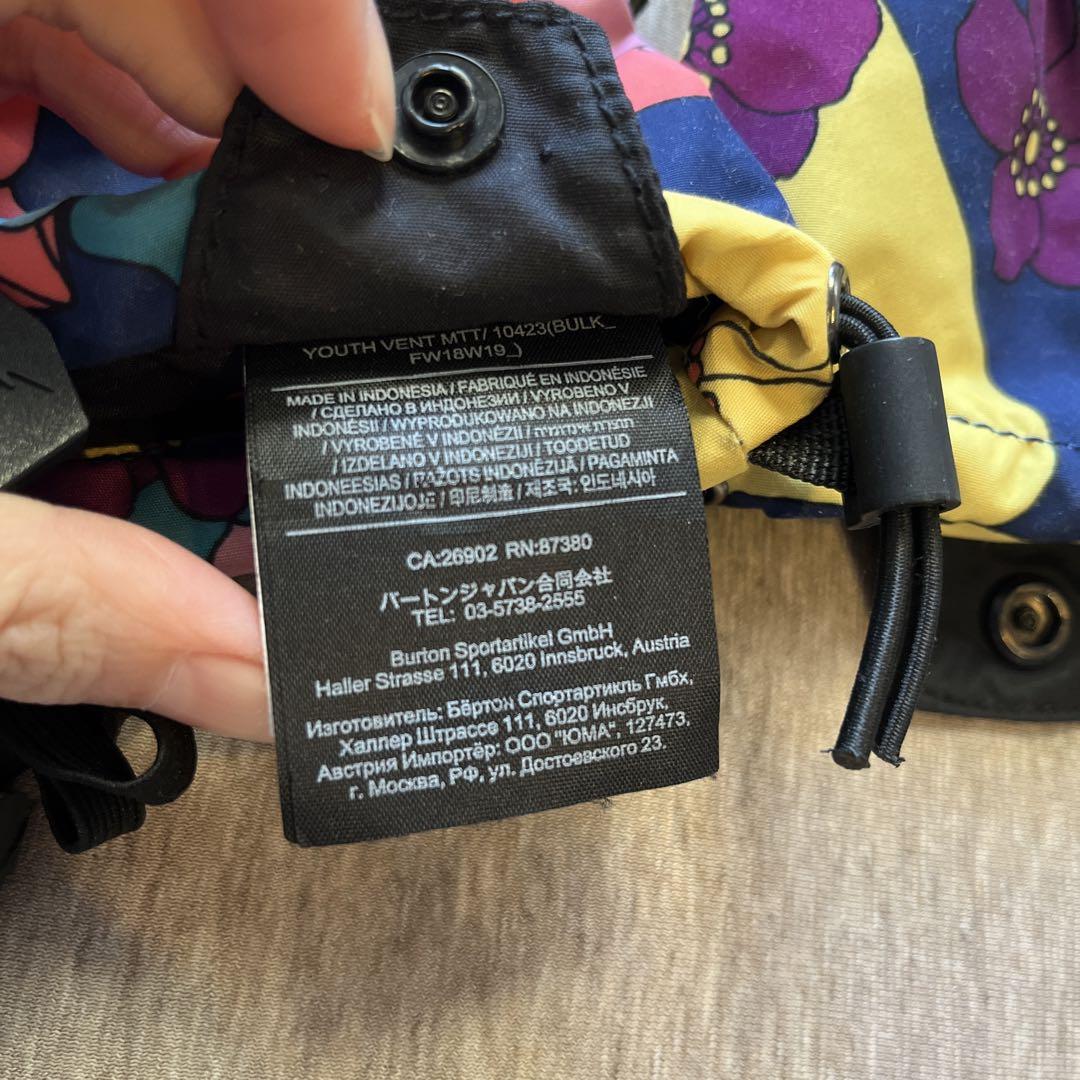 YOUTH VENT MTT/ 10423(BULK_
FW18W19_)
MADE IN INDONESIA / FABRIQUÉ EN INDONÉSIE
/ СДЕЛАНО В ИНДОНЕЗИИ / VYROBENO V
INDONÉSII / WYPRODUKOWANO NA INDONEZJI
/ VYROBENÉ V INDONÉZII / תוצרת אינדונזיה
/ IZDELANO V INDONEZIJI / TOODETUD
INDONEESIAS / RAŽOTS INDONĒZIJĀ / PAGAMINTA
INDONEZIJOJE / 印尼制造 / 제조국: 인도네시아
CA:26902 RN:87380
バートンジャパン合同会社
TEL: 03-5738-2555
Burton Sportartikel GmbH
Haller Strasse 111, 6020 Innsbruck, Austria
Изготовитель: Бёртон Спортартикль Гмбх,
Халлер Штрассе 111, 6020 Инсбрук,
Австрия Импортёр: ООО "ЮМА", 127473,
г. Москва, РФ, ул. Достоевского 23.